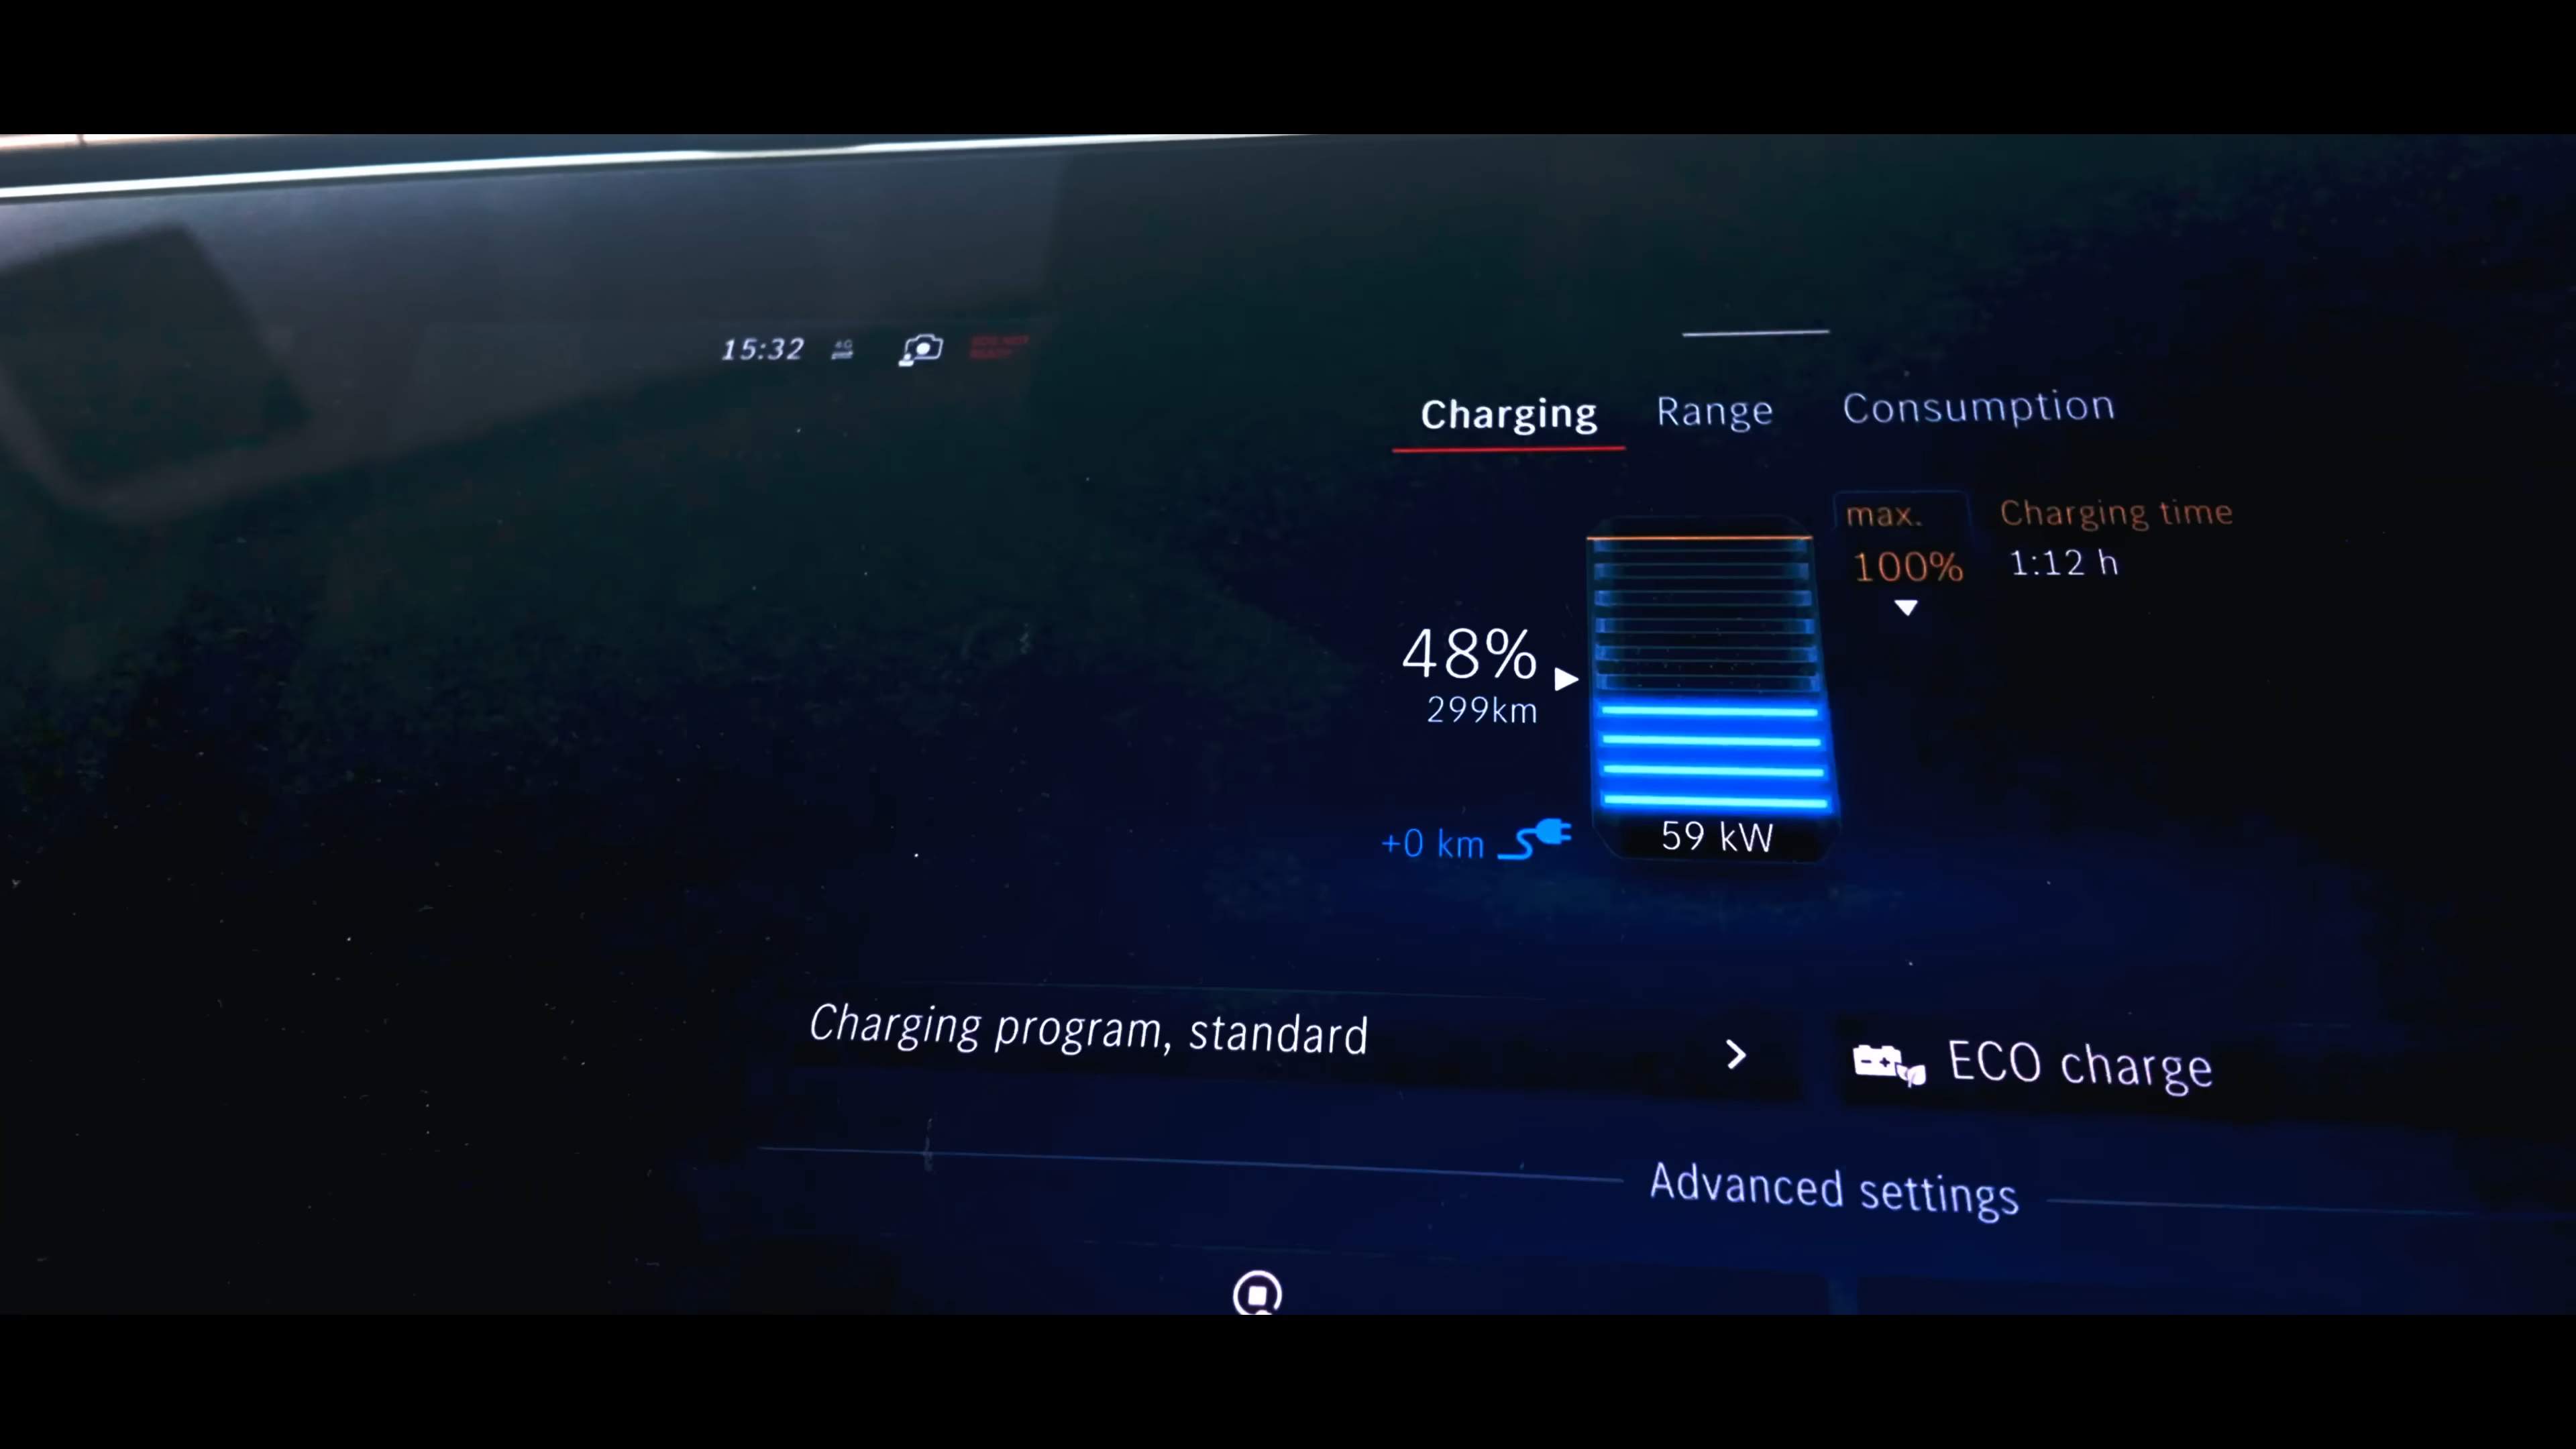 15:32 4G
Charging Range Consumption
max. Charging time
100% 1:12 h
48%
299km
+0 km
59 kW
Charging program, standard
ECO charge
Advanced settings